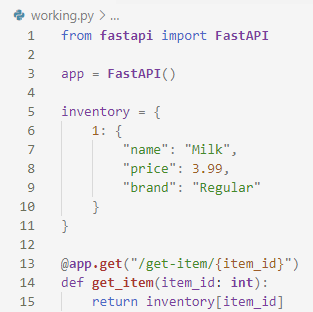 working.py > ...
1 from fastapi import FastAPI
2
3 app = FastAPI()
4
5 inventory = {
6     1: {
7         "name": "Milk",
8         "price": 3.99,
9         "brand": "Regular"
10     }
11 }
12
13 @app.get("/get-item/{item_id}")
14 def get_item(item_id: int):
15     return inventory[item_id]